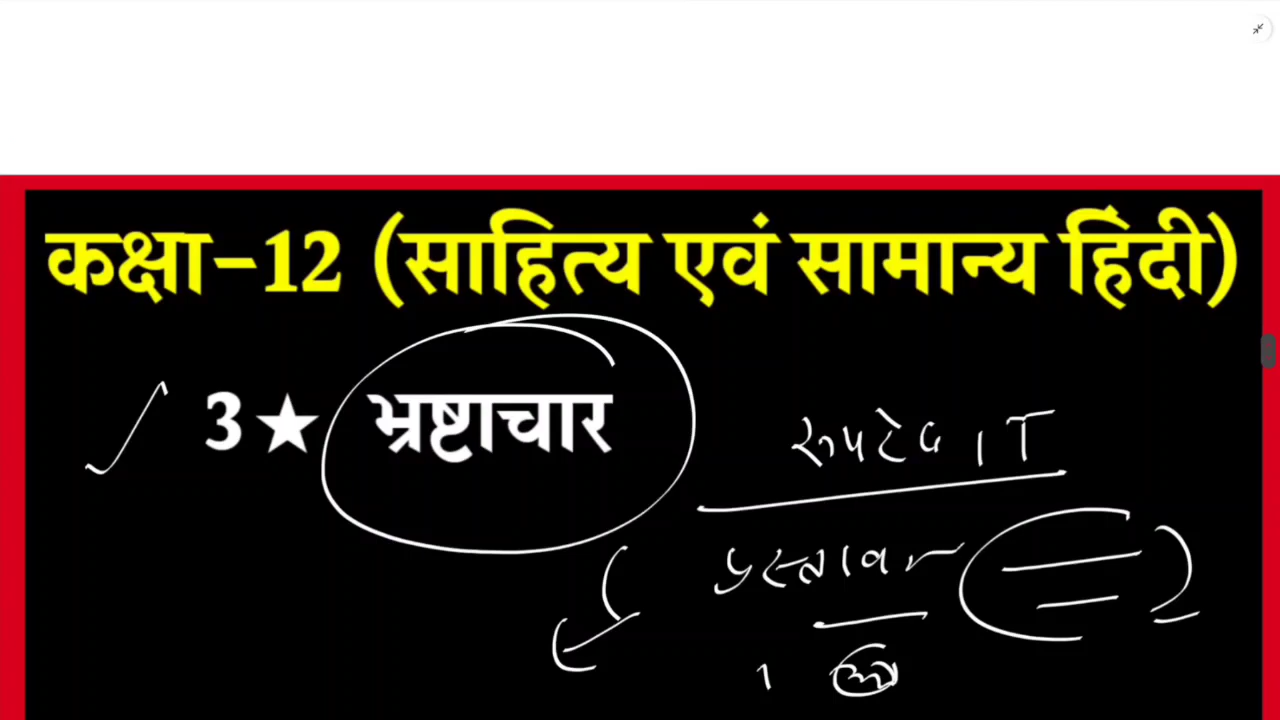 कक्षा-12 (साहित्य एवं सामान्य हिंदी)
3★ भ्रष्टाचार
रुपरेखा
प्रस्तावना